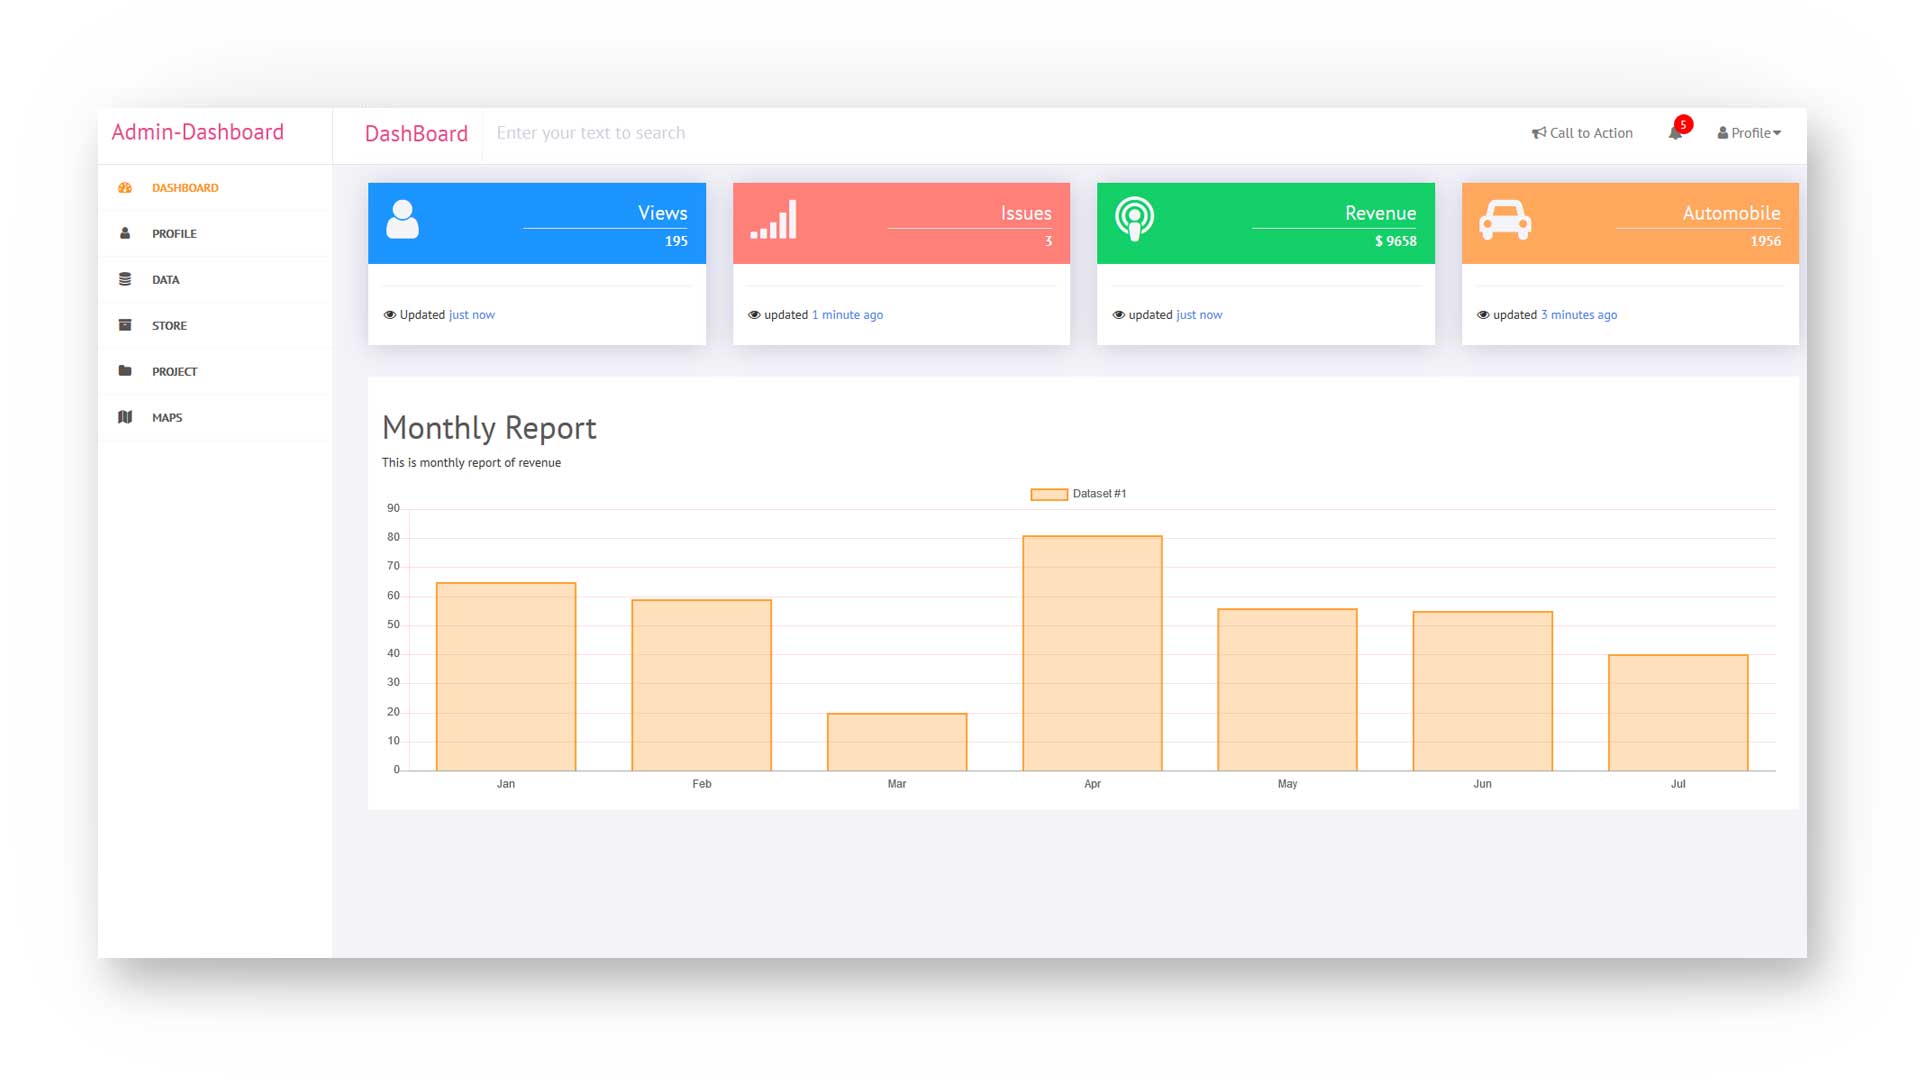 Admin-Dashboard
DashBoard
Enter your text to search
Call to Action
5
Profile
DASHBOARD
PROFILE
DATA
STORE
PROJECT
MAPS
Views
195
Updated just now
Issues
3
updated 1 minute ago
Revenue
$ 9658
updated just now
Automobile
1956
updated 3 minutes ago
Monthly Report
This is monthly report of revenue
Dataset #1
90
80
70
60
50
40
30
20
10
0
Jan Feb Mar Apr May Jun Jul